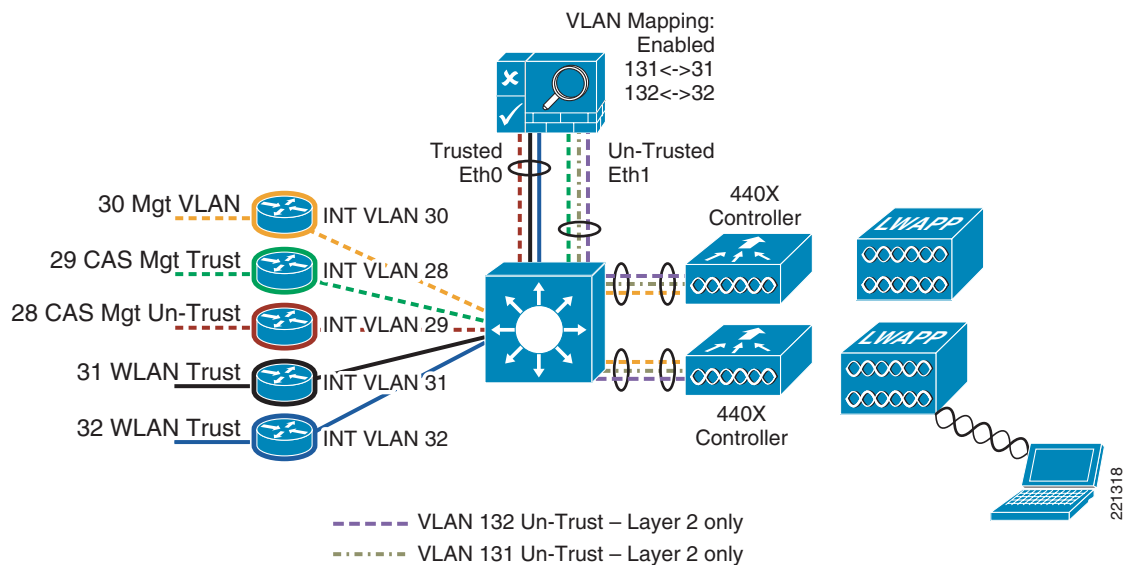 VLAN Mapping:
Enabled
131<->31
132<->32
Trusted
Eth0
Un-Trusted
Eth1
440X
Controller
LWAPP
30 Mgt VLAN
INT VLAN 30
29 CAS Mgt Trust
INT VLAN 28
28 CAS Mgt Un-Trust
INT VLAN 29
31 WLAN Trust
INT VLAN 31
32 WLAN Trust
INT VLAN 32
LWAPP
440X
Controller
221318
VLAN 132 Un-Trust – Layer 2 only
VLAN 131 Un-Trust – Layer 2 only